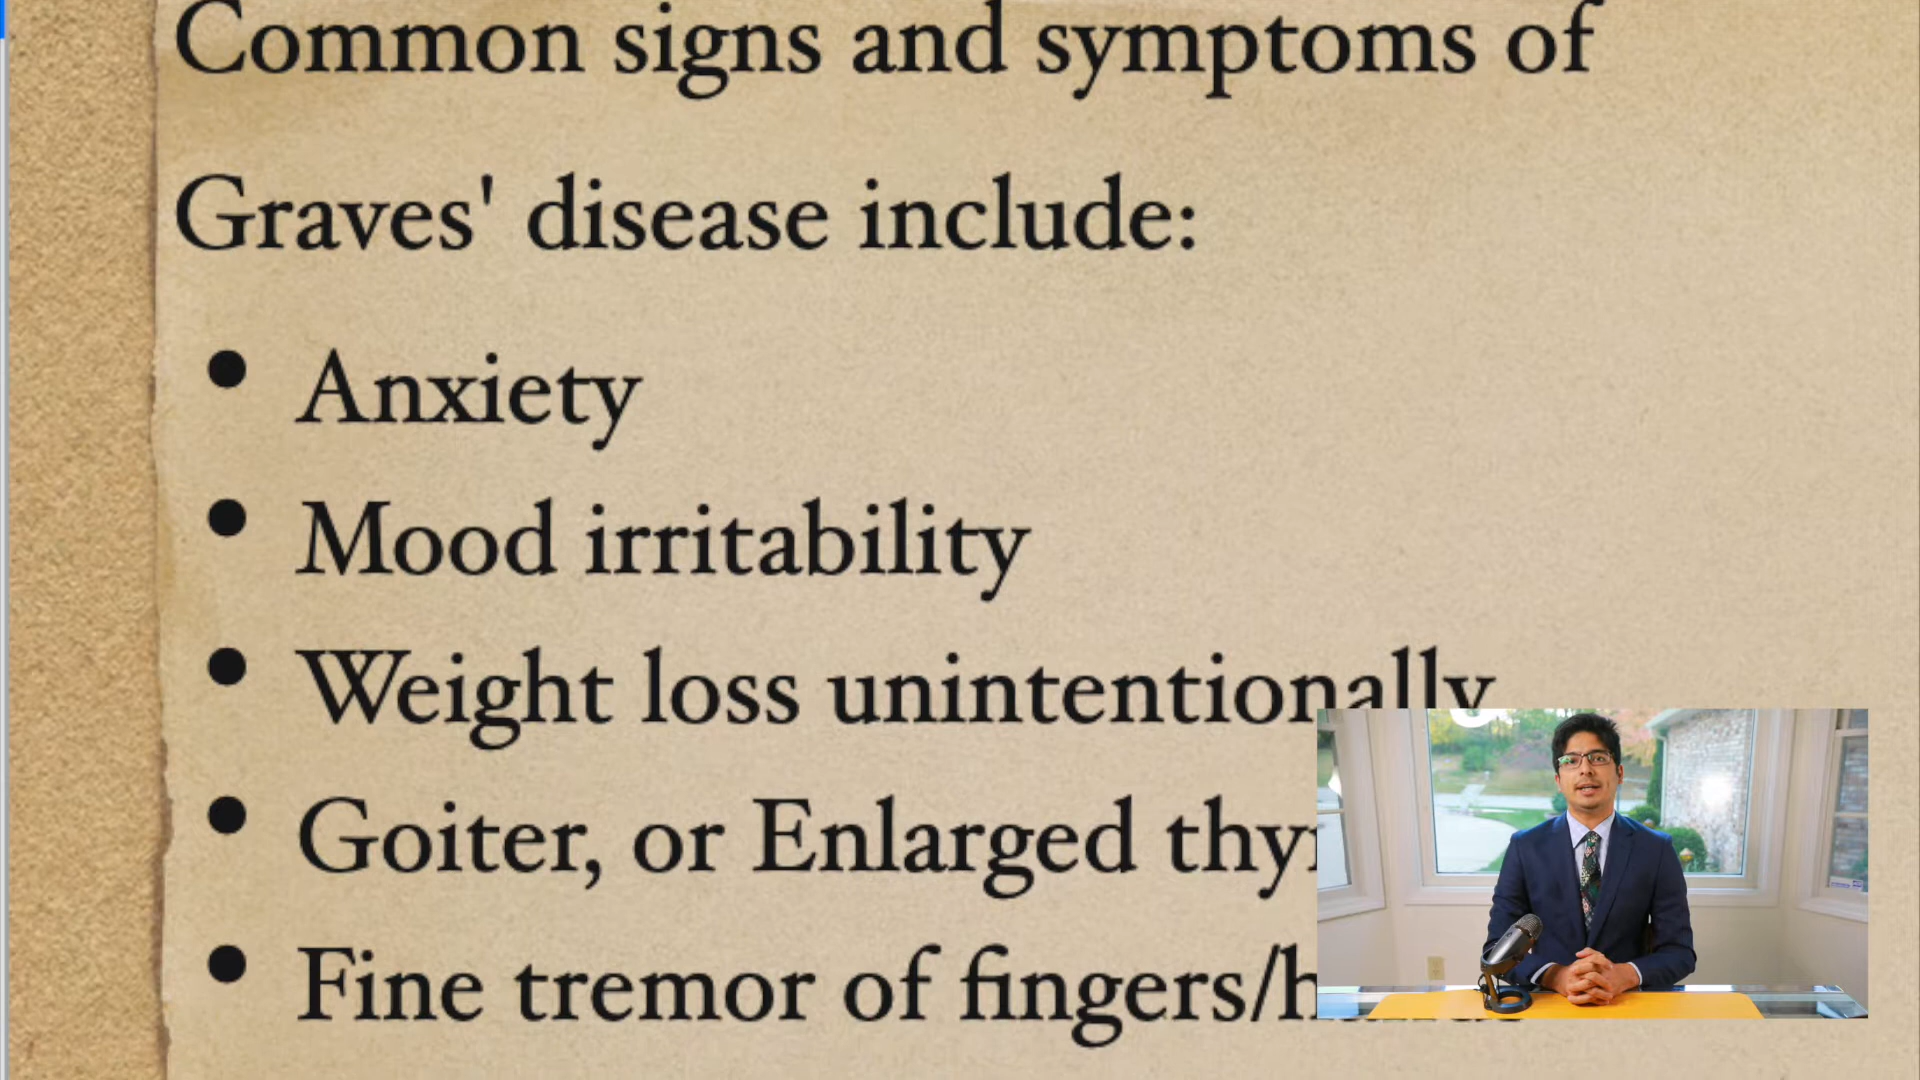 Common signs and symptoms of
Graves' disease include:
• Anxiety
• Mood irritability
• Weight loss unintentionally
• Goiter, or Enlarged
• Fine tremor of fingers/